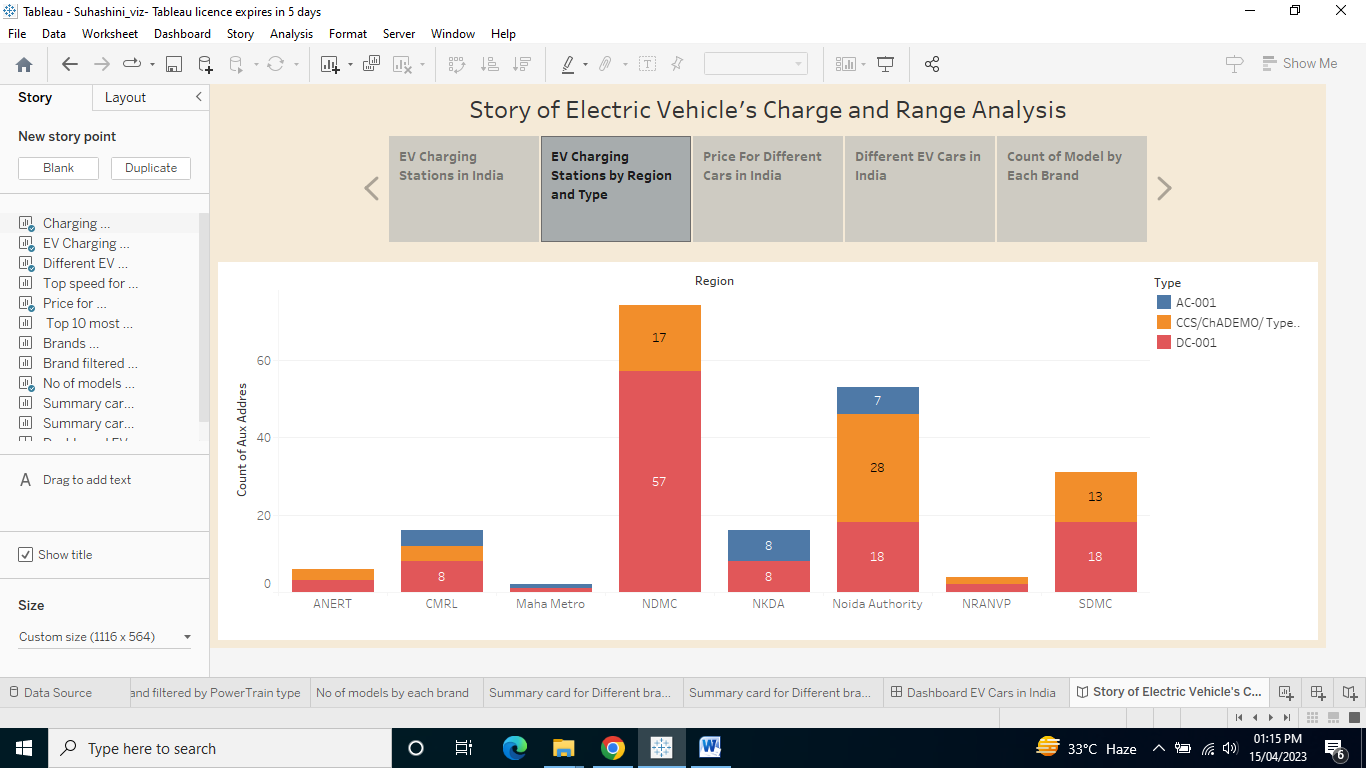 Tableau - Suhashini_viz- Tableau licence expires in 5 days
File Data Worksheet Dashboard Story Analysis Format Server Window Help
Show Me
Story Layout
New story point
Blank Duplicate
Charging ...
EV Charging ...
Different EV ...
Top speed for ...
Price for ...
Top 10 most ...
Brands ...
Brand filtered ...
No of models ...
Summary car...
Summary car...
A Drag to add text
Show title
Size
Custom size (1116 x 564)
Story of Electric Vehicle's Charge and Range Analysis
EV Charging
Stations in India
EV Charging
Stations by Region
and Type
Price For Different
Cars in India
Different EV Cars in
India
Count of Model by
Each Brand
Region
Count of Aux Addres
60
40
20
0
17
57
8
8
8
7
28
18
13
18
ANERT CMRL Maha Metro NDMC NKDA Noida Authority NRANVP SDMC
Type
AC-001
CCS/ChADEMO/ Type..
DC-001
Data Source and filtered by PowerTrain type No of models by each brand Summary card for Different bra... Summary card for Different bra... Dashboard EV Cars in India Story of Electric Vehicle's C...
Type here to search
33°C Haze
01:15 PM
15/04/2023
6